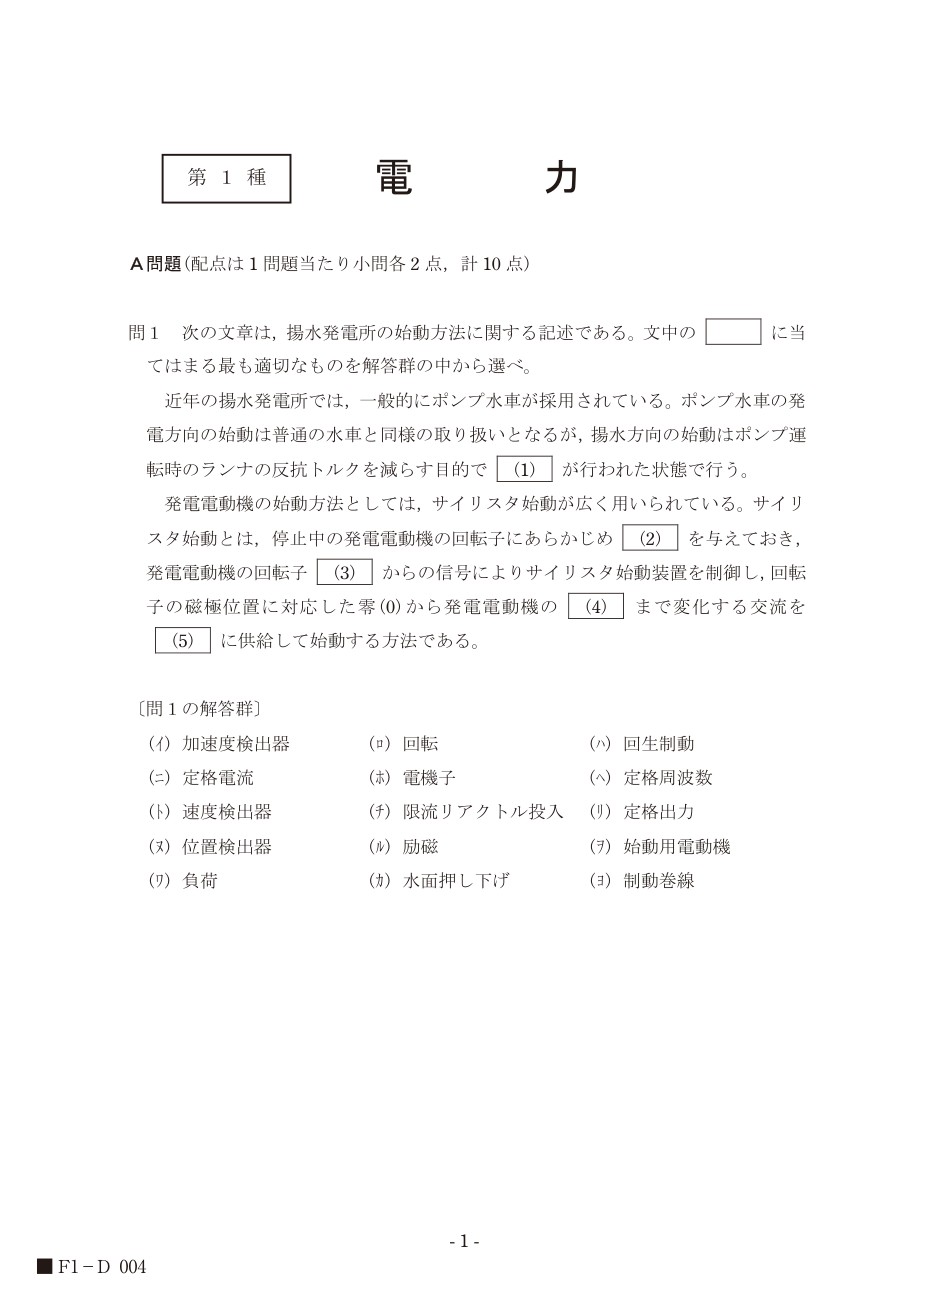 第 1 種
電 力
A問題(配点は1問題当たり小問各2点，計10点)
問1 次の文章は，揚水発電所の始動方法に関する記述である。文中の に当
てはまる最も適切なものを解答群の中から選べ。
近年の揚水発電所では，一般的にポンプ水車が採用されている。ポンプ水車の発
電方向の始動は普通の水車と同様の取り扱いとなるが，揚水方向の始動はポンプ運
転時のランナの反抗トルクを減らす目的で (1) が行われた状態で行う。
発電電動機の始動方法としては，サイリスタ始動が広く用いられている。サイリ
スタ始動とは，停止中の発電電動機の回転子にあらかじめ (2) を与えておき，
発電電動機の回転子 (3) からの信号によりサイリスタ始動装置を制御し，回転
子の磁極位置に対応した零(0)から発電電動機の (4) まで変化する交流を
(5) に供給して始動する方法である。
〔問1の解答群〕
(ｲ) 加速度検出器 (ﾛ) 回転 (ﾊ) 回生制動
(ﾆ) 定格電流 (ﾎ) 電機子 (ﾍ) 定格周波数
(ﾄ) 速度検出器 (ﾁ) 限流リアクトル投入 (ﾘ) 定格出力
(ﾇ) 位置検出器 (ﾙ) 励磁 (ｦ) 始動用電動機
(ﾜ) 負荷 (ｶ) 水面押し下げ (ﾖ) 制動巻線
- 1 -
■ F1－D 004